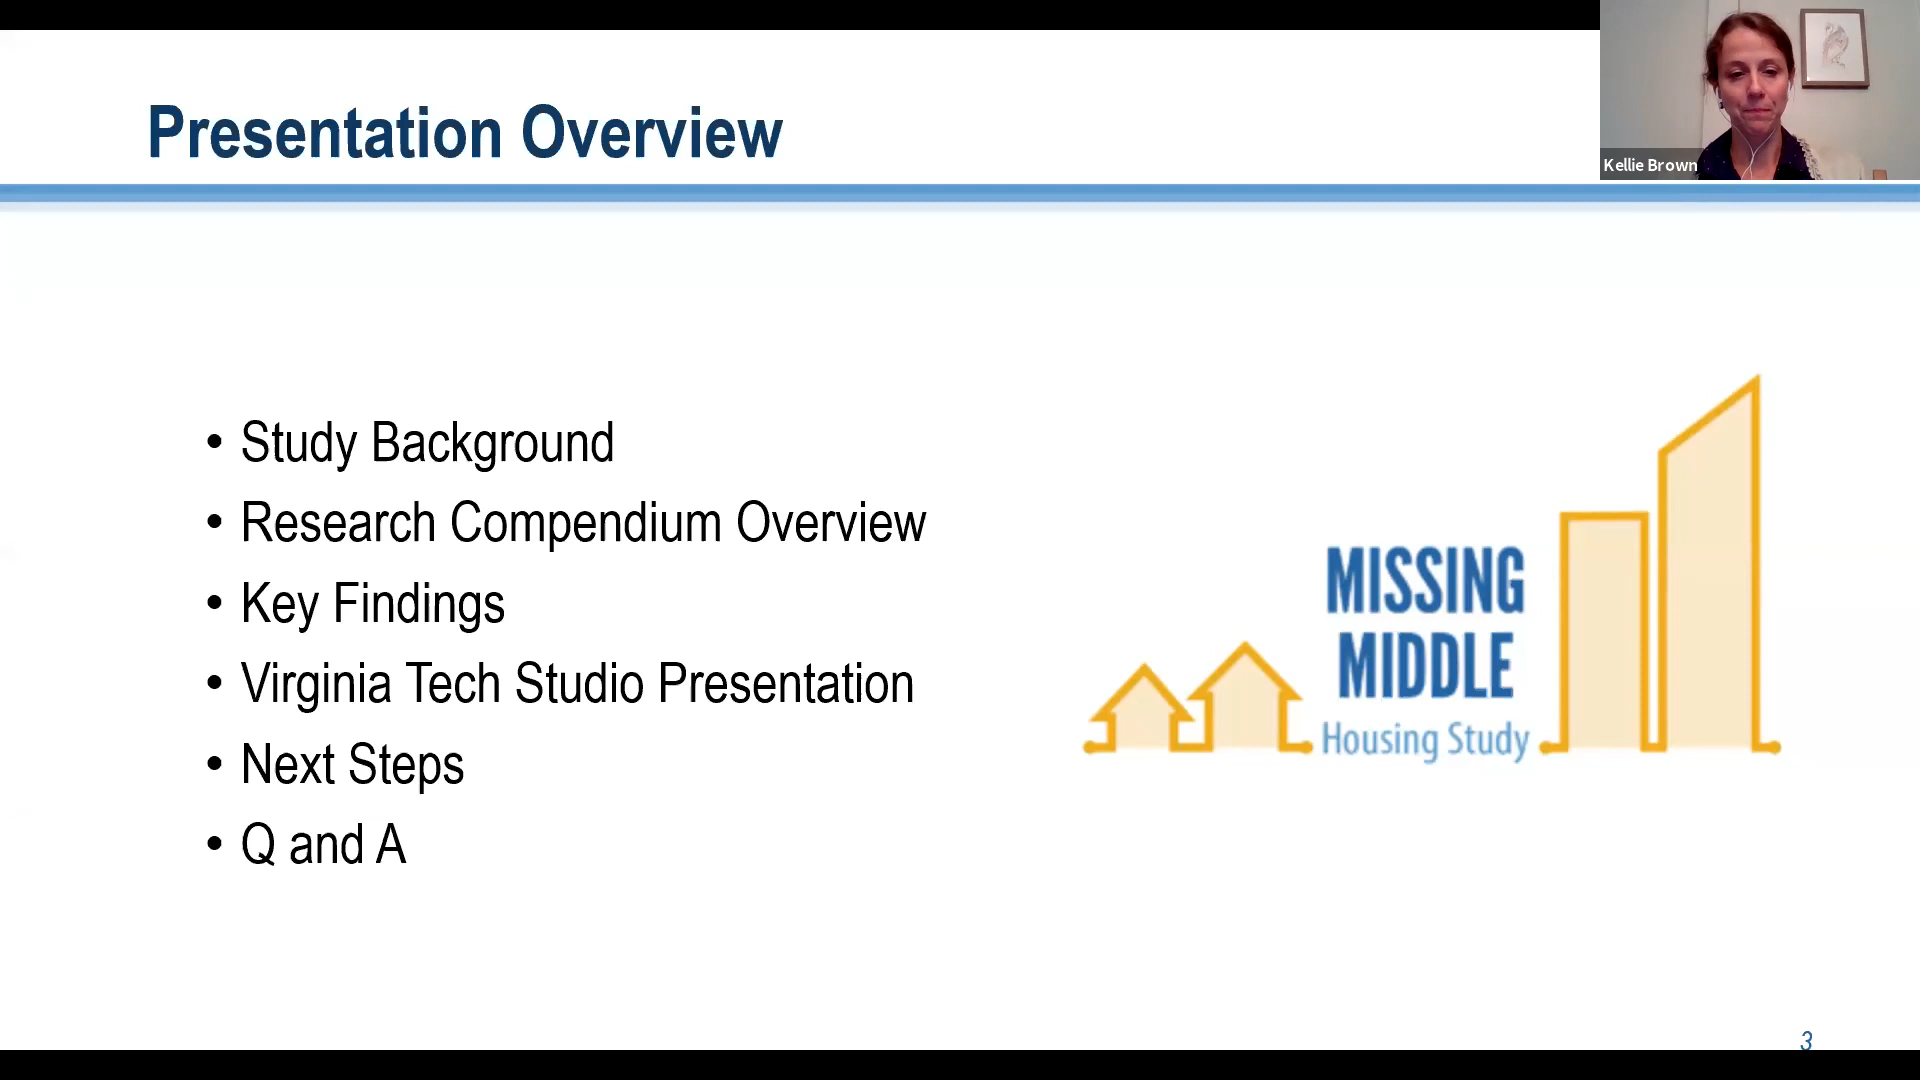 Presentation Overview
Kellie Brown
• Study Background
• Research Compendium Overview
• Key Findings
• Virginia Tech Studio Presentation
• Next Steps
• Q and A
MISSING
MIDDLE
Housing Study
3